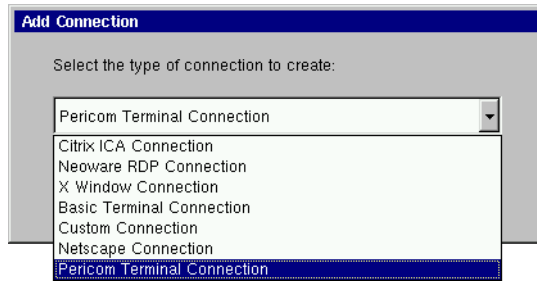 Add Connection
Select the type of connection to create:
Pericom Terminal Connection
Citrix ICA Connection
Neoware RDP Connection
X Window Connection
Basic Terminal Connection
Custom Connection
Netscape Connection
Pericom Terminal Connection